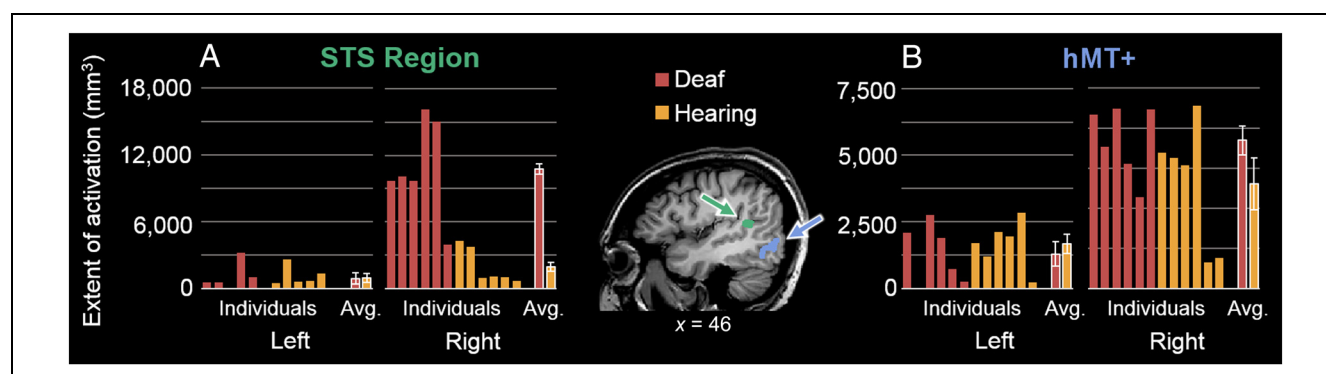 A
STS Region
Extent of activation (mm³)
18,000
12,000
6,000
0
Individuals
Avg.
Individuals
Avg.
Left
Right
Deaf
Hearing
x = 46
B
hMT+
7,500
5,000
2,500
0
Individuals
Avg.
Individuals
Avg.
Left
Right